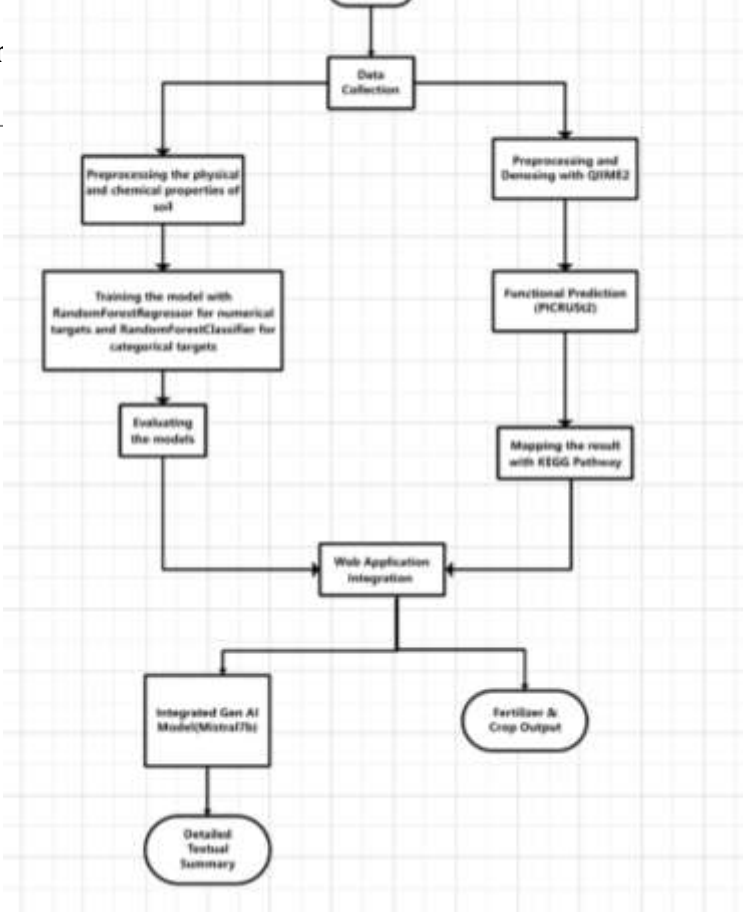 Data
Collection
Preprocessing the physical
and chemical properties of
soil
Preprocessing and
Denosing with QIIME2
Training the model with
RandomForestRegressor for numerical
targets and RandomForestClassifier for
categorical targets
Functional Prediction
(PICRUSt2)
Evaluating
the models
Mapping the result
with KEGG Pathway
Web Application
Integration
Integrated Gen AI
Model(Mistral7b)
Fertilizer &
Crop Output
Detailed
Textual
Summary